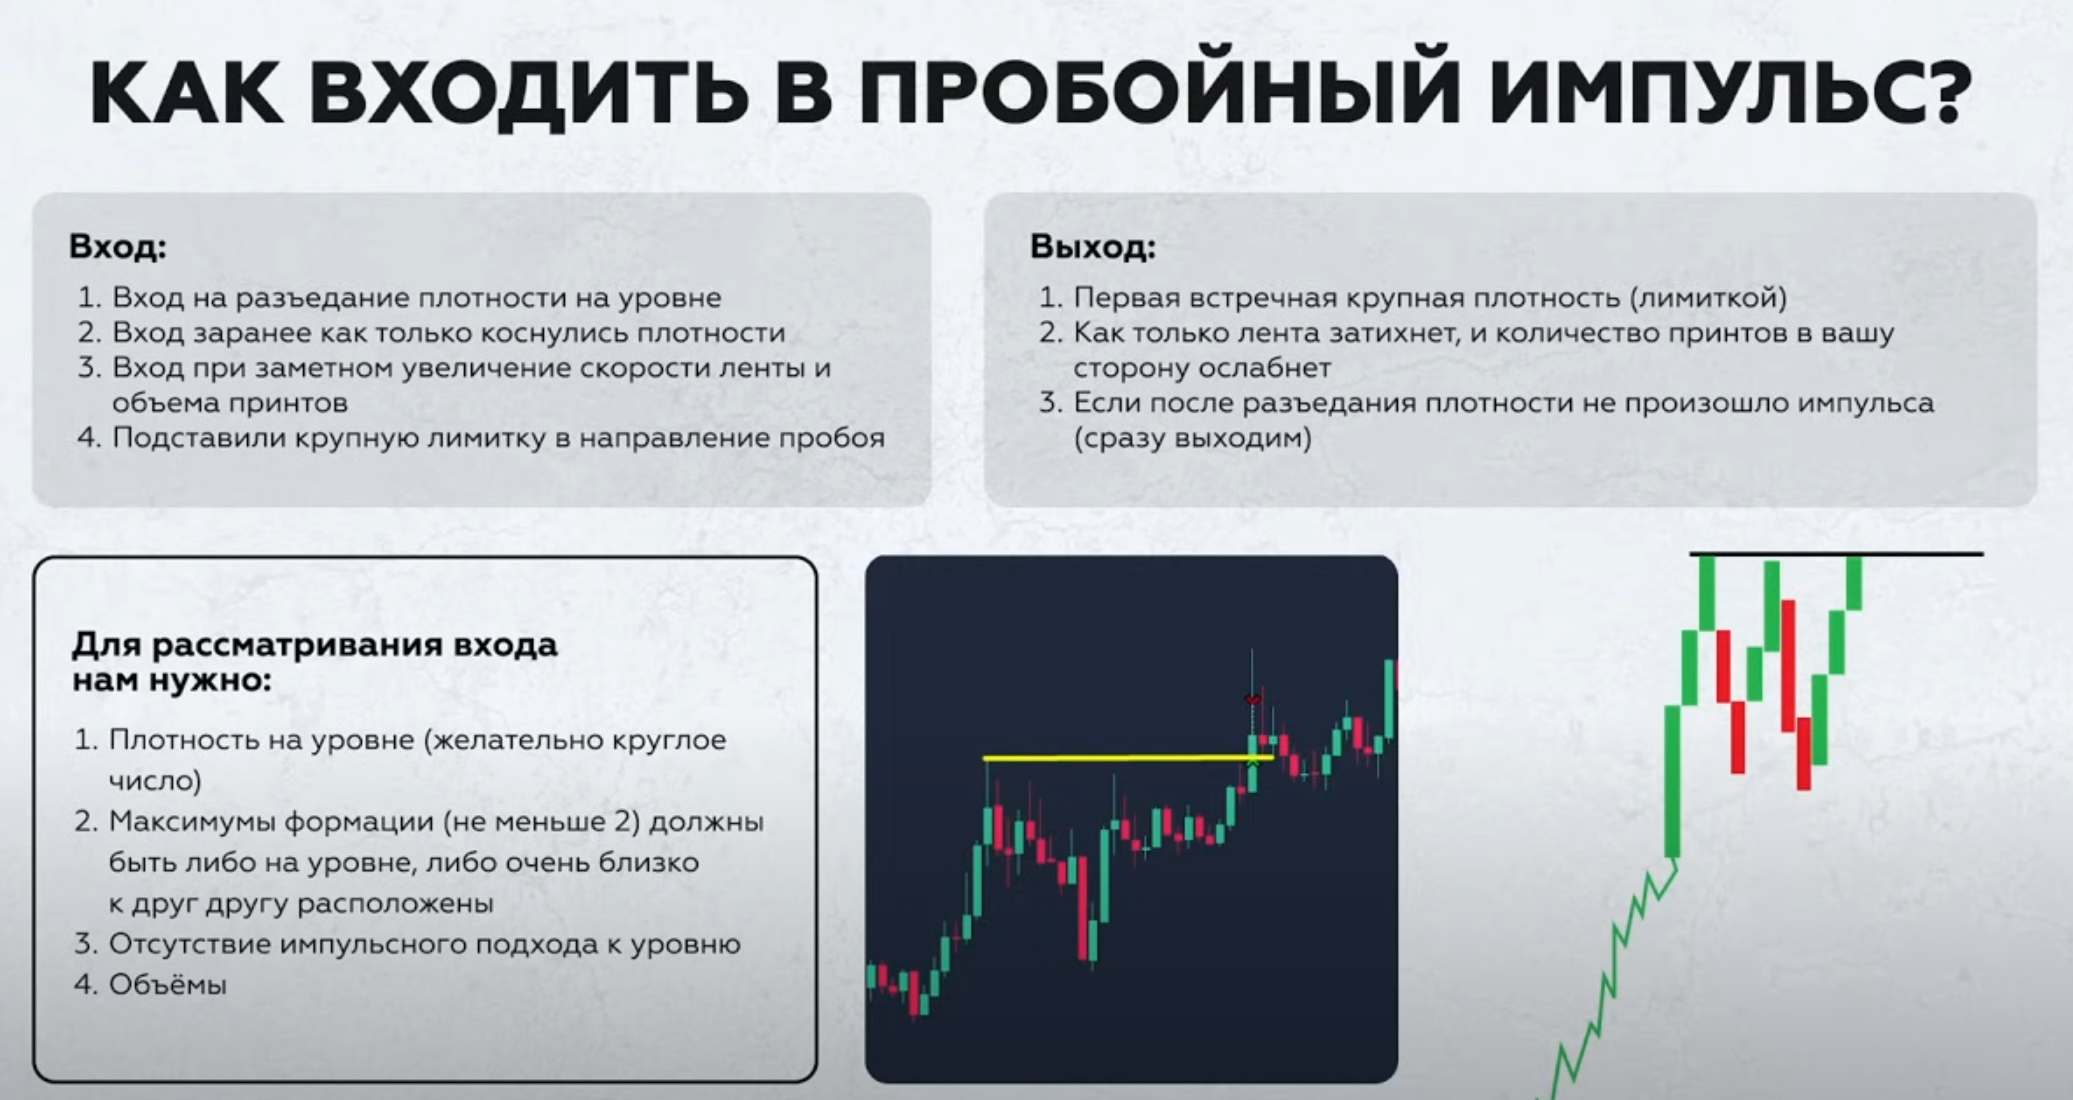 КАК ВХОДИТЬ В ПРОБОЙНЫЙ ИМПУЛЬС?
Вход:
1. Вход на разъедание плотности на уровне
2. Вход заранее как только коснулись плотности
3. Вход при заметном увеличение скорости ленты и
объема принтов
4. Подставили крупную лимитку в направление пробоя
Выход:
1. Первая встречная крупная плотность (лимиткой)
2. Как только лента затихнет, и количество принтов в вашу
сторону ослабнет
3. Если после разъедания плотности не произошло импульса
(сразу выходим)
Для рассматривания входа
нам нужно:
1. Плотность на уровне (желательно круглое
число)
2. Максимумы формации (не меньше 2) должны
быть либо на уровне, либо очень близко
к друг другу расположены
3. Отсутствие импульсного подхода к уровню
4. Объёмы